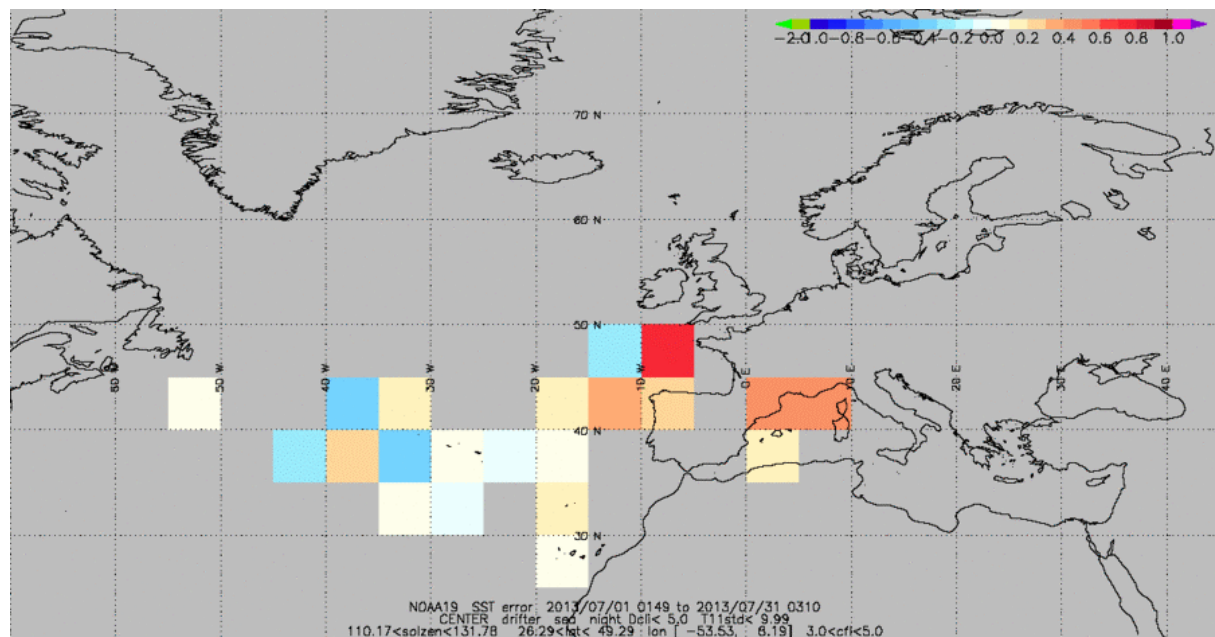 -2.0 -1.0 -0.8 -0.6 -0.4 -0.2 0.0 0.2 0.4 0.6 0.8 1.0
70 N
60 N
50 N
60 50 W 40 W 30 W 20 W 10 W 0 E 0 E 20 E 30 E 40 E
40 N
30 N
NOAA19 SST error 2013/07/01 0149 to 2013/07/31 0310
CENTER drifter sea night Dcli< 5.0 T11std< 9.99
110.17<solzen<131.78 26.29<lat< 49.29 lon [ -53.53, 6.19] 3.0<cfl<5.0